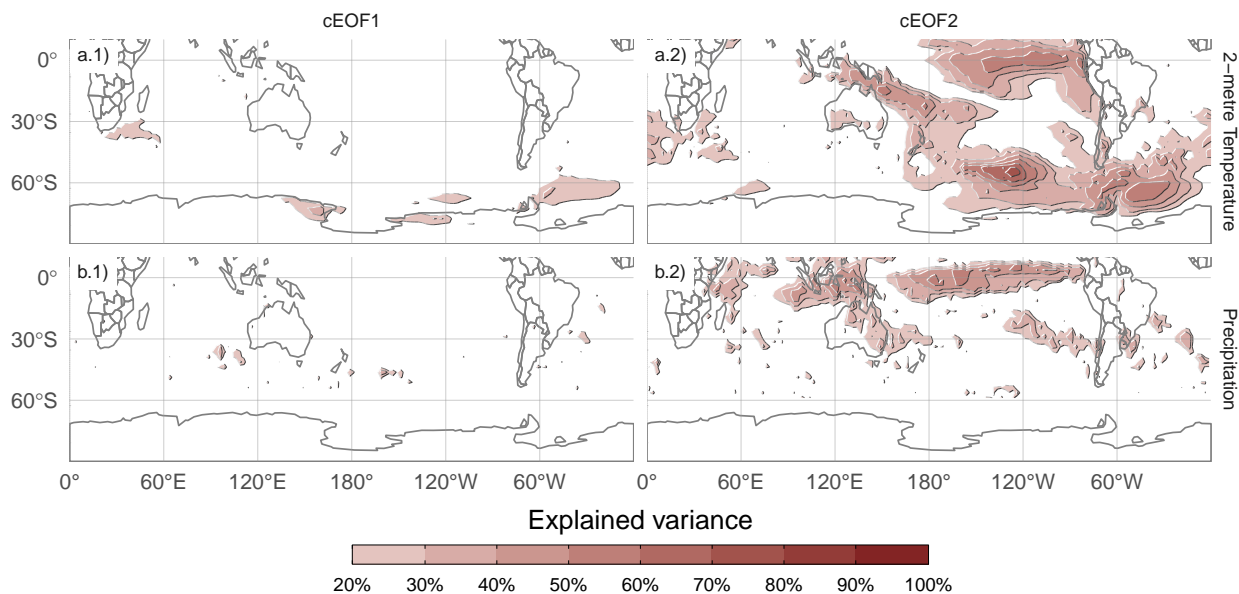 cEOF1
cEOF2
a.1)
a.2)
0°
30°S
60°S
2−metre Temperature
b.1)
b.2)
0°
30°S
60°S
Precipitation
0°
60°E
120°E
180°
120°W
60°W
0°
60°E
120°E
180°
120°W
60°W
Explained variance
20%
30%
40%
50%
60%
70%
80%
90%
100%